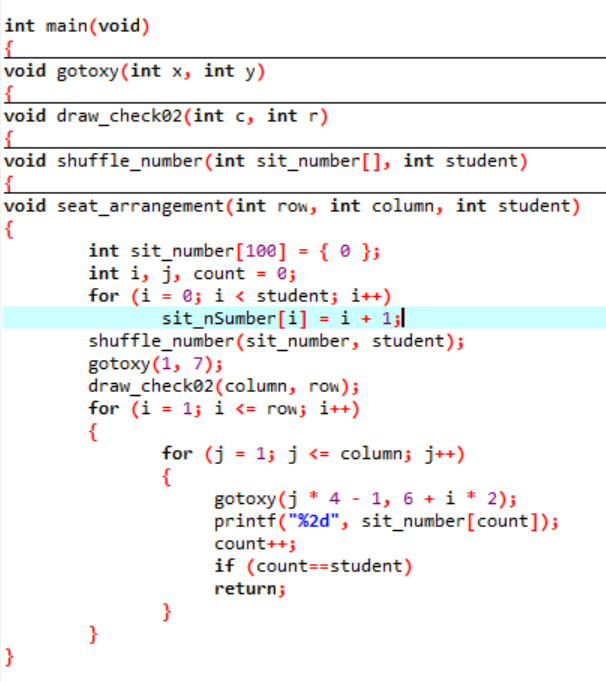 int main(void)
{
void gotoxy(int x, int y)
{
void draw_check02(int c, int r)
{
void shuffle_number(int sit_number[], int student)
{
void seat_arrangement(int row, int column, int student)
{
int sit_number[100] = { 0 };
int i, j, count = 0;
for (i = 0; i < student; i++)
sit_nSumber[i] = i + 1;
shuffle_number(sit_number, student);
gotoxy(1, 7);
draw_check02(column, row);
for (i = 1; i <= row; i++)
{
for (j = 1; j <= column; j++)
{
gotoxy(j * 4 - 1, 6 + i * 2);
printf("%2d", sit_number[count]);
count++;
if (count==student)
return;
}
}
}